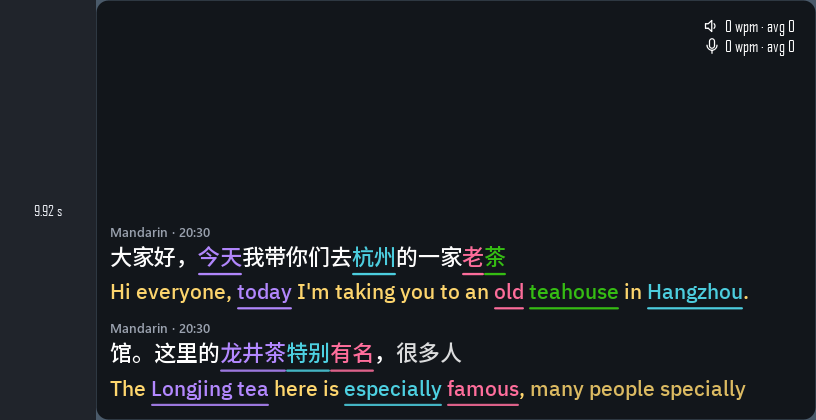 0 wpm · avg 0
0 wpm · avg 0
9.92 s
Mandarin · 20:30
大家好，今天我带你们去杭州的一家老茶
Hi everyone, today I'm taking you to an old teahouse in Hangzhou.
Mandarin · 20:30
馆。这里的龙井茶特别有名，很多人
The Longjing tea here is especially famous, many people specially